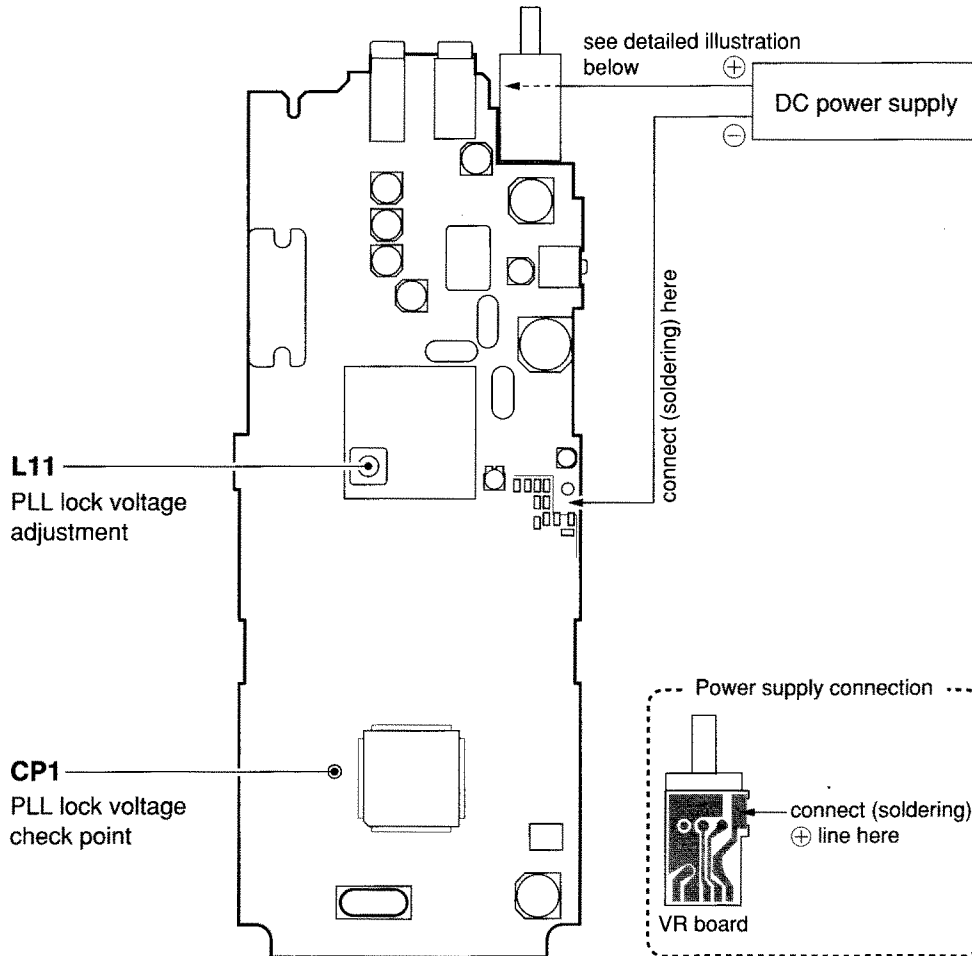 see detailed illustration
below
⊕
DC power supply
⊖
connect (soldering) here
L11
PLL lock voltage
adjustment
CP1
PLL lock voltage
check point
Power supply connection
connect (soldering)
⊕ line here
VR board